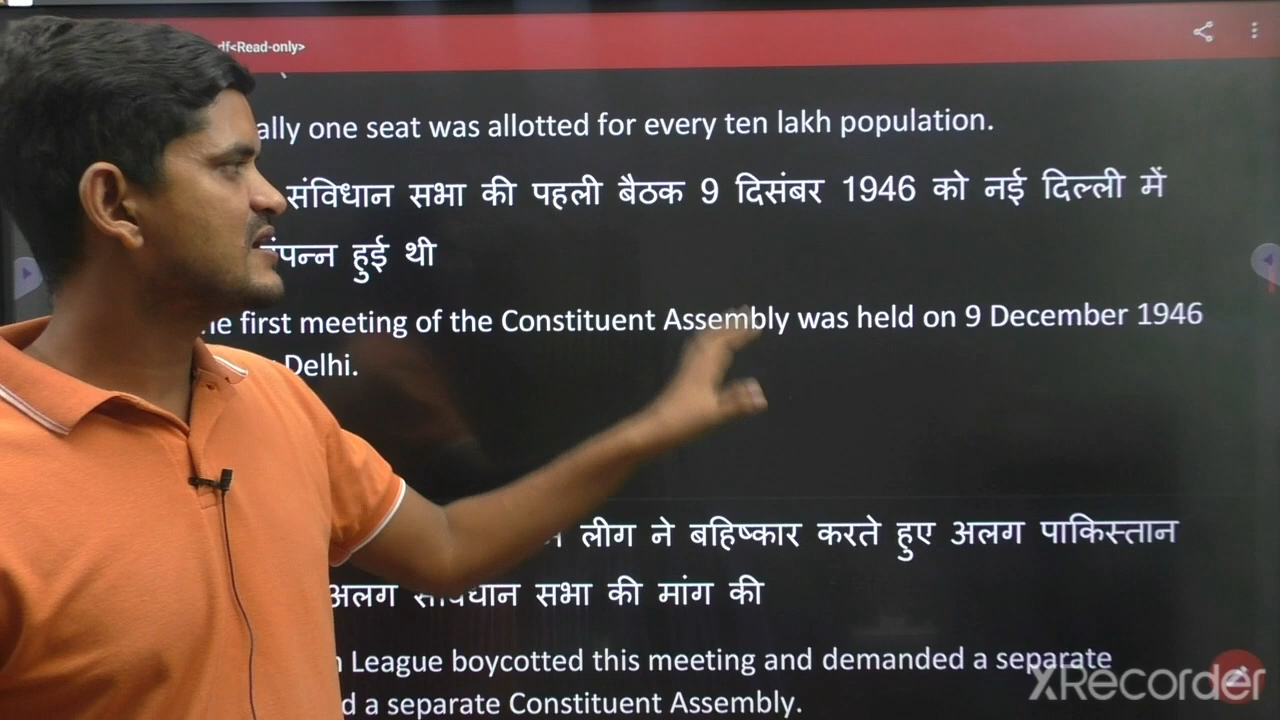 df<Read-only>
ally one seat was allotted for every ten lakh population.
संविधान सभा की पहली बैठक 9 दिसंबर 1946 को नई दिल्ली में
पन्न हुई थी
he first meeting of the Constituent Assembly was held on 9 December 1946
Delhi.
लीग ने बहिष्कार करते हुए अलग पाकिस्तान
अलग संविधान सभा की मांग की
League boycotted this meeting and demanded a separate
d a separate Constituent Assembly.
XRecorder